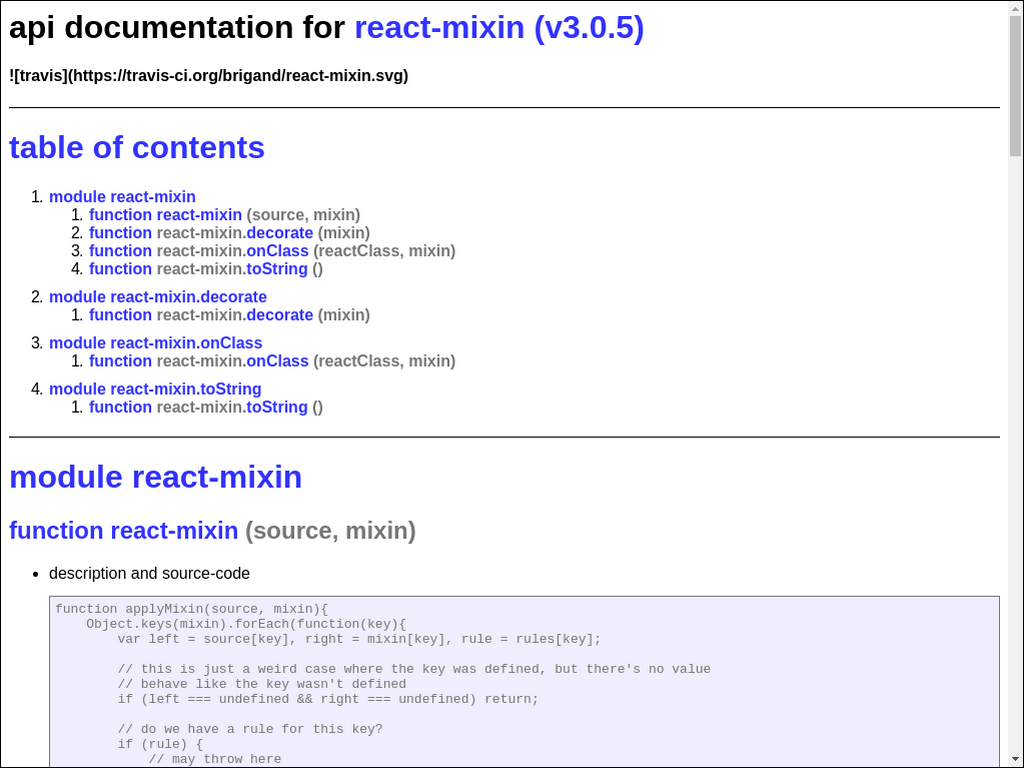 api documentation for react-mixin (v3.0.5)
![travis](https://travis-ci.org/brigand/react-mixin.svg)
table of contents
1. module react-mixin
1. function react-mixin (source, mixin)
2. function react-mixin.decorate (mixin)
3. function react-mixin.onClass (reactClass, mixin)
4. function react-mixin.toString ()
2. module react-mixin.decorate
1. function react-mixin.decorate (mixin)
3. module react-mixin.onClass
1. function react-mixin.onClass (reactClass, mixin)
4. module react-mixin.toString
1. function react-mixin.toString ()
module react-mixin
function react-mixin (source, mixin)
• description and source-code
function applyMixin(source, mixin){
    Object.keys(mixin).forEach(function(key){
        var left = source[key], right = mixin[key], rule = rules[key];
        // this is just a weird case where the key was defined, but there's no value
        // behave like the key wasn't defined
        if (left === undefined && right === undefined) return;
        // do we have a rule for this key?
        if (rule) {
            // may throw here